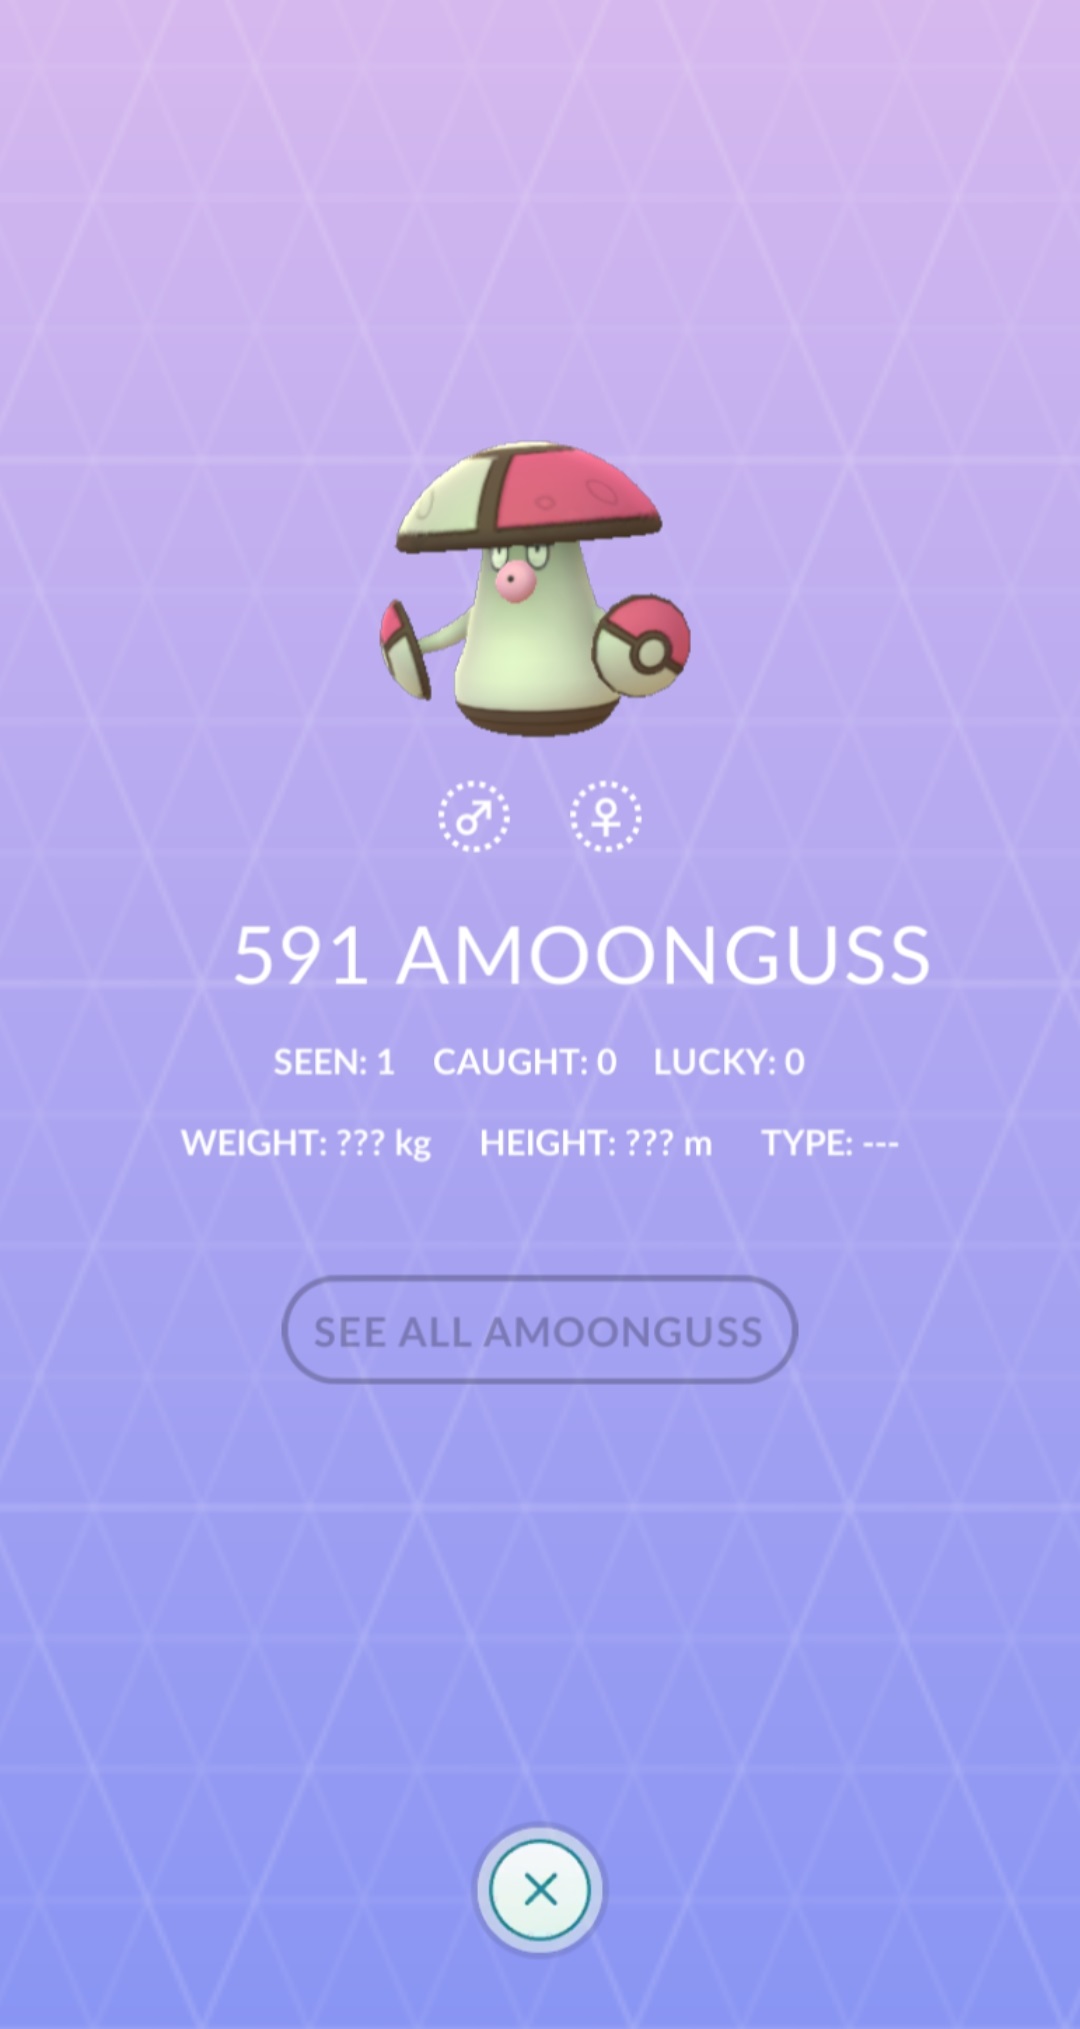 591 AMOONGUSS
SEEN: 1 CAUGHT: 0 LUCKY: 0
WEIGHT: ??? kg HEIGHT: ??? m TYPE: ---
SEE ALL AMOONGUSS